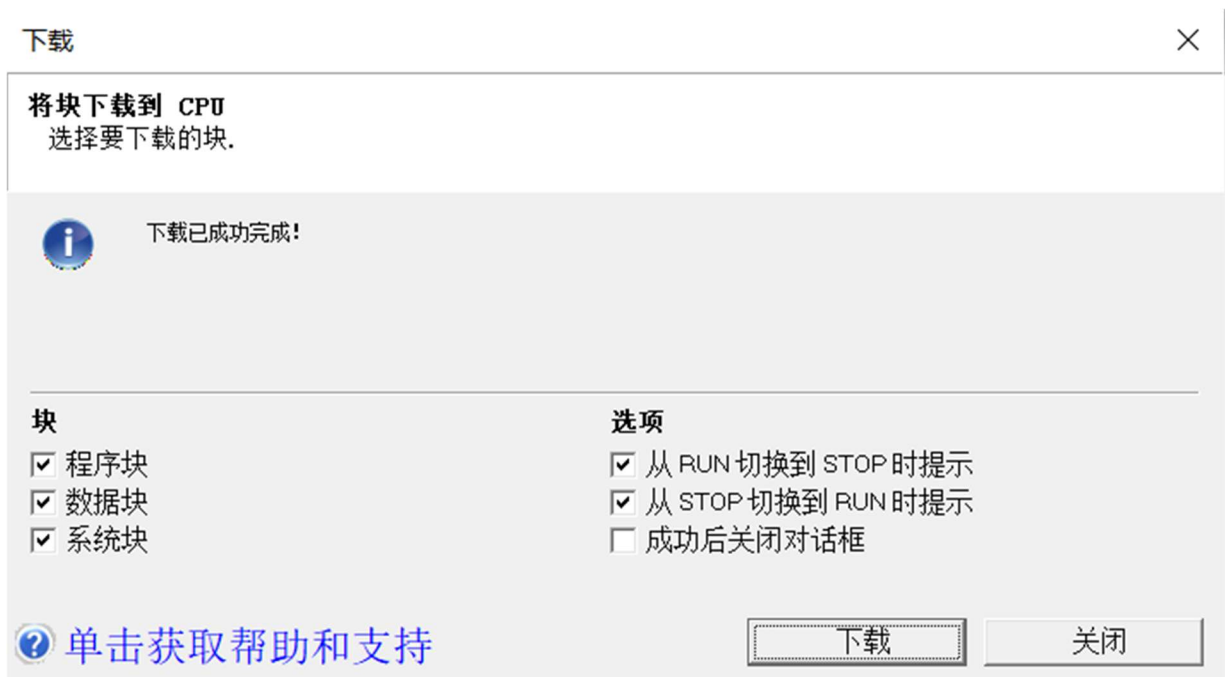 下载
将块下载到 CPU
选择要下载的块.
下载已成功完成!
块
程序块
数据块
系统块
选项
从 RUN 切换到 STOP 时提示
从 STOP 切换到 RUN 时提示
成功后关闭对话框
单击获取帮助和支持
下载
关闭